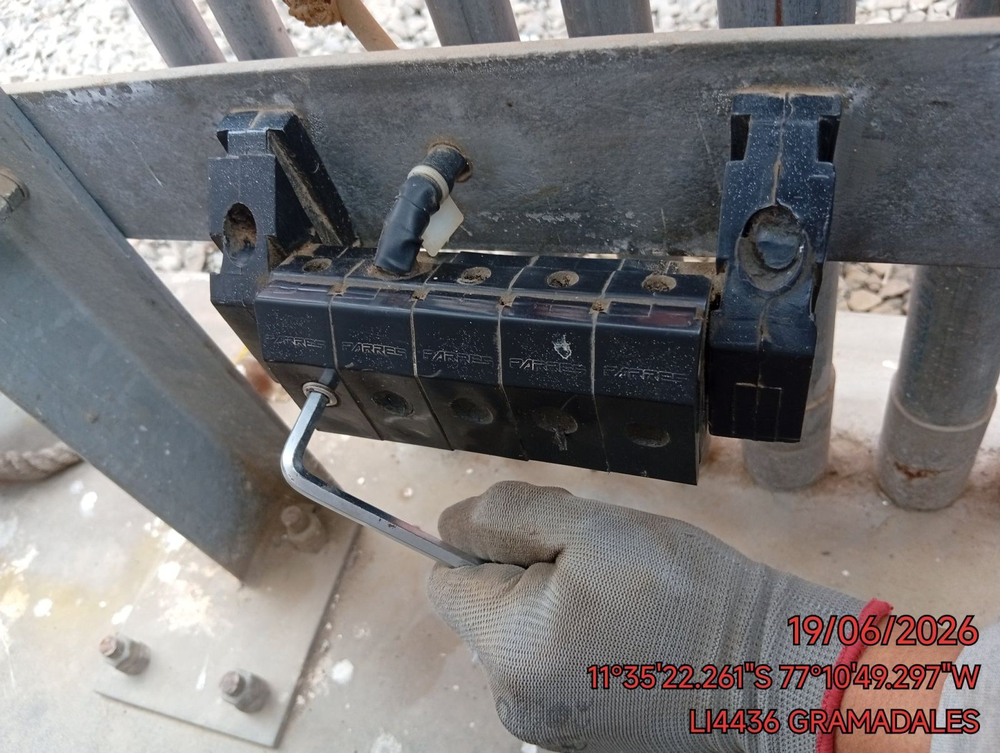 PARRES PARRES PARRES PARRES PARRES
19/06/2026
11°35'22.261"S 77°10'49.297"W
LI4436 GRAMADALES